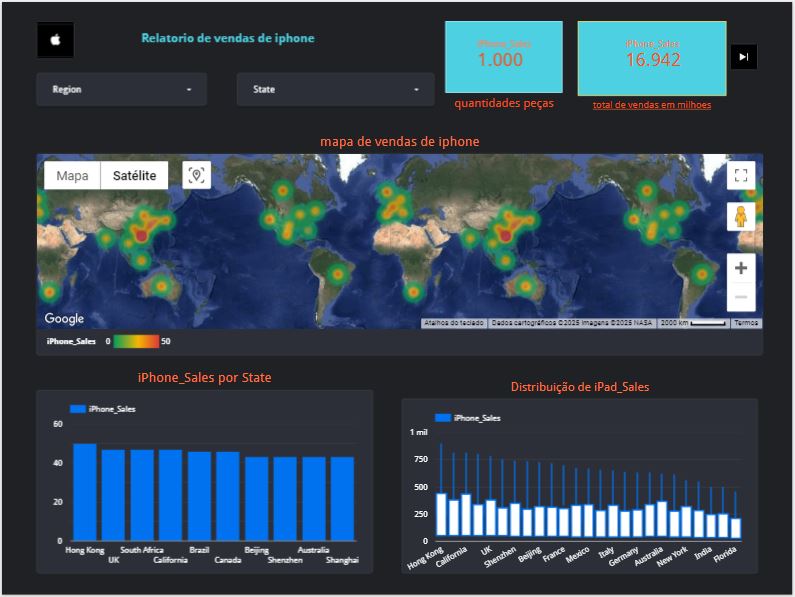 Relatorio de vendas de iphone
iPhone_Sales
1.000
iPhone_Sales
16.942
Region
State
quantidades peças
total de vendas em milhoes
mapa de vendas de iphone
Mapa
Satélite
Google
Atalhos do teclado
Dados cartográficos ©2025 Imagens ©2025 NASA
2000 km
Termos
iPhone_Sales
0
50
iPhone_Sales por State
iPhone_Sales
60
40
20
0
Hong Kong
UK
South Africa
California
Brazil
Canada
Beijing
Shenzhen
Australia
Shanghai
Distribuição de iPad_Sales
iPhone_Sales
1 mil
750
500
250
0
Hong Kong
California
UK
Shenzhen
Beijing
France
Mexico
Italy
Germany
Australia
New York
India
Florida